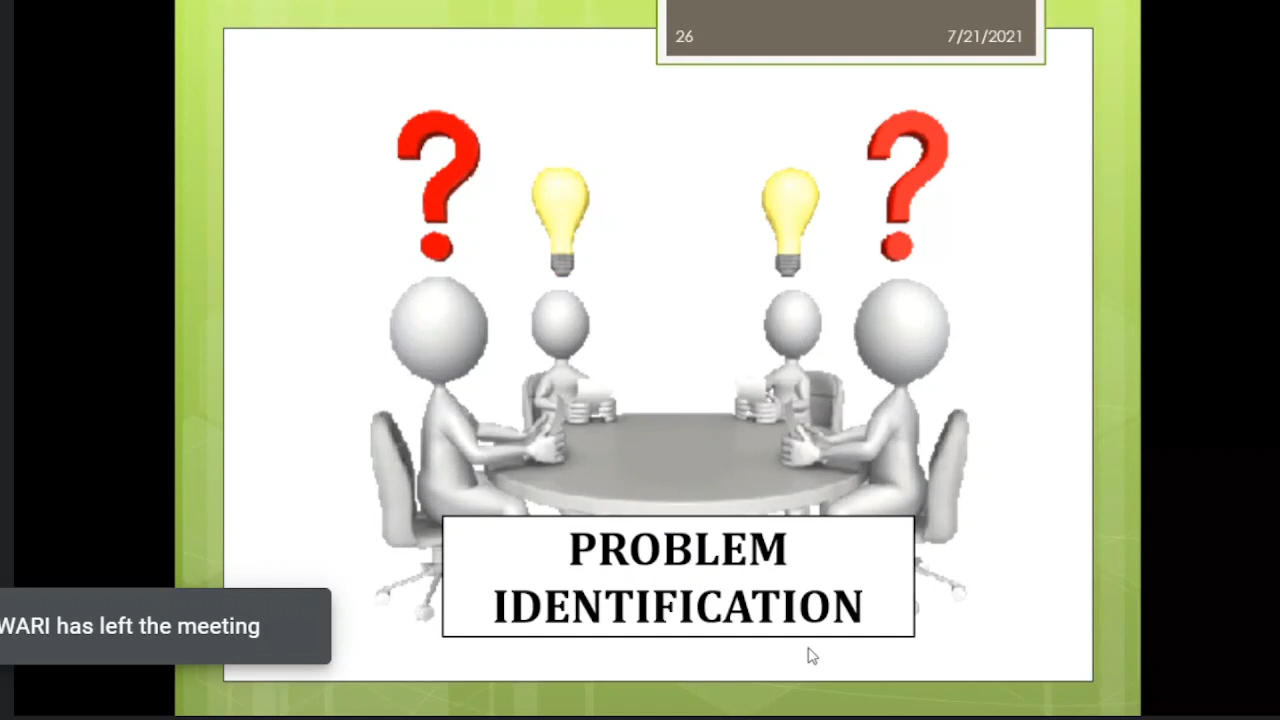 26 7/21/2021
PROBLEM
IDENTIFICATION
WARI has left the meeting